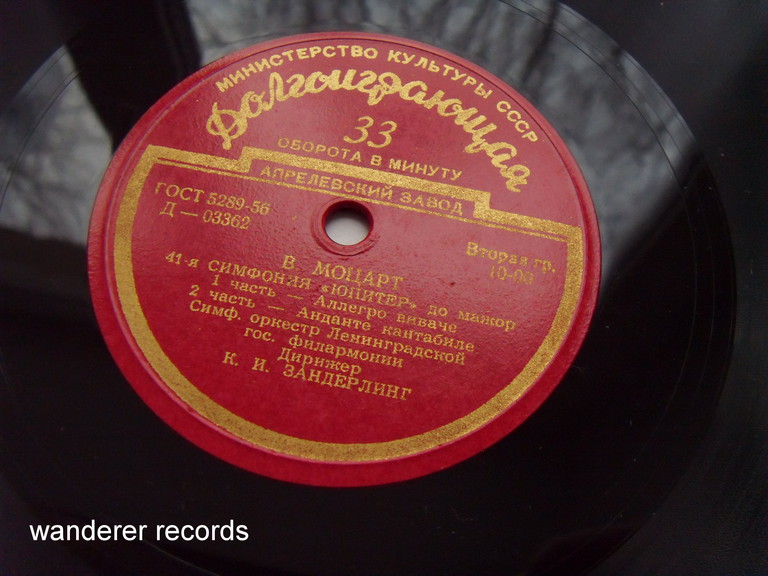 МИНИСТЕРСТВО КУЛЬТУРЫ СССР
Долгоиграющая
33
ОБОРОТА В МИНУТУ
АПРЕЛЕВСКИЙ ЗАВОД
ГОСТ 5289-56
Д — 03362
Вторая гр.
10-00
В. МОЦАРТ
41-я СИМФОНИЯ «ЮПИТЕР» до мажор
1 часть — Аллегро виваче
2 часть — Анданте кантабиле
Симф. оркестр Ленинградской
гос. филармонии
Дирижер
К. И. ЗАНДЕРЛИНГ
wanderer records